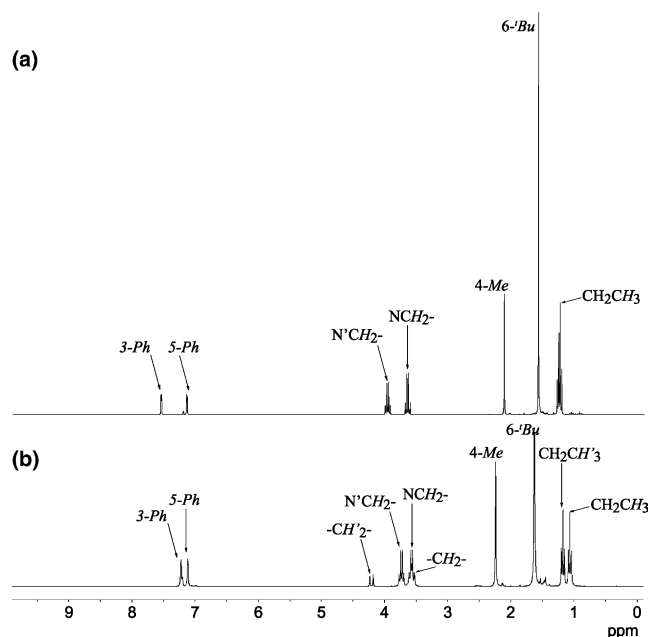 6-ᵗBu
(a)
4-Me
CH2CH3
NCH2-
N'CH2-
3-Ph
5-Ph
6-ᵗBu
(b)
4-Me
CH2CH'3
5-Ph
NCH2-
CH2CH3
3-Ph
N'CH2-
-CH'2-
-CH2-
9 8 7 6 5 4 3 2 1 0
ppm